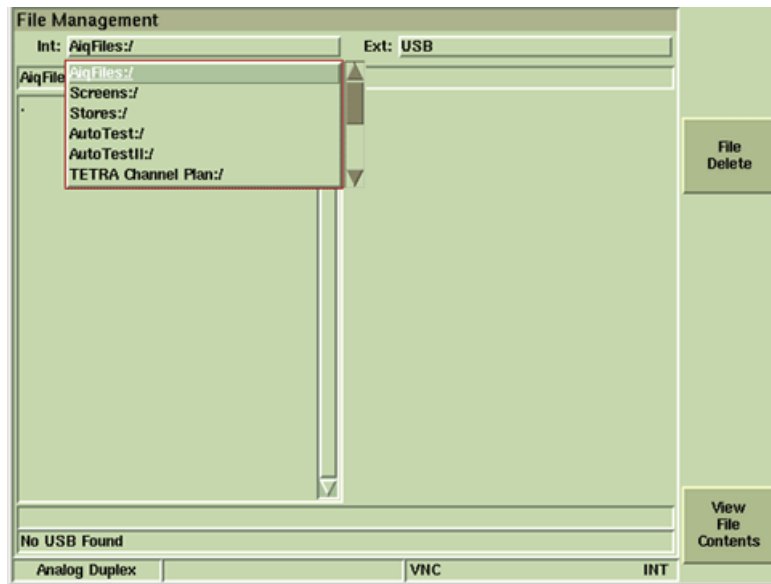 File Management
Int: AiqFiles:/ Ext: USB
AiqFile
AiqFiles:/
Screens:/
Stores:/
AutoTest:/
AutoTestII:/
TETRA Channel Plan:/
.
File
Delete
View
File
Contents
No USB Found
Analog Duplex VNC INT